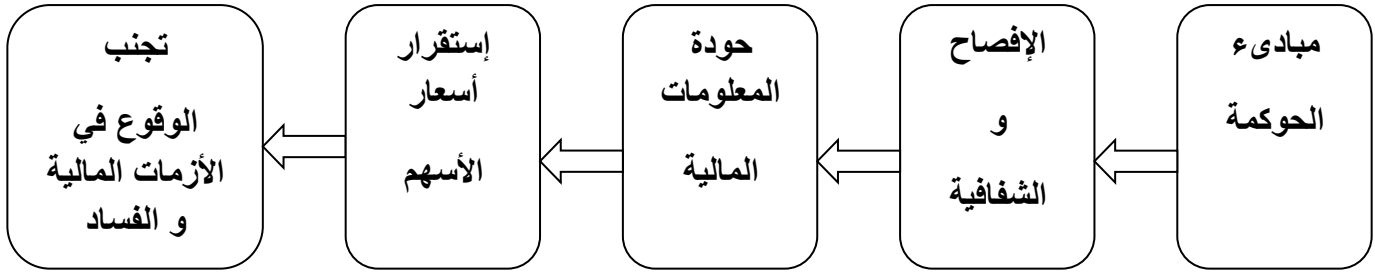 مبادىء
الحوكمة
الإفصاح
و
الشفافية
حودة
المعلومات
المالية
إستقرار
أسعار
الأسهم
تجنب
الوقوع في
الأزمات المالية
و الفساد